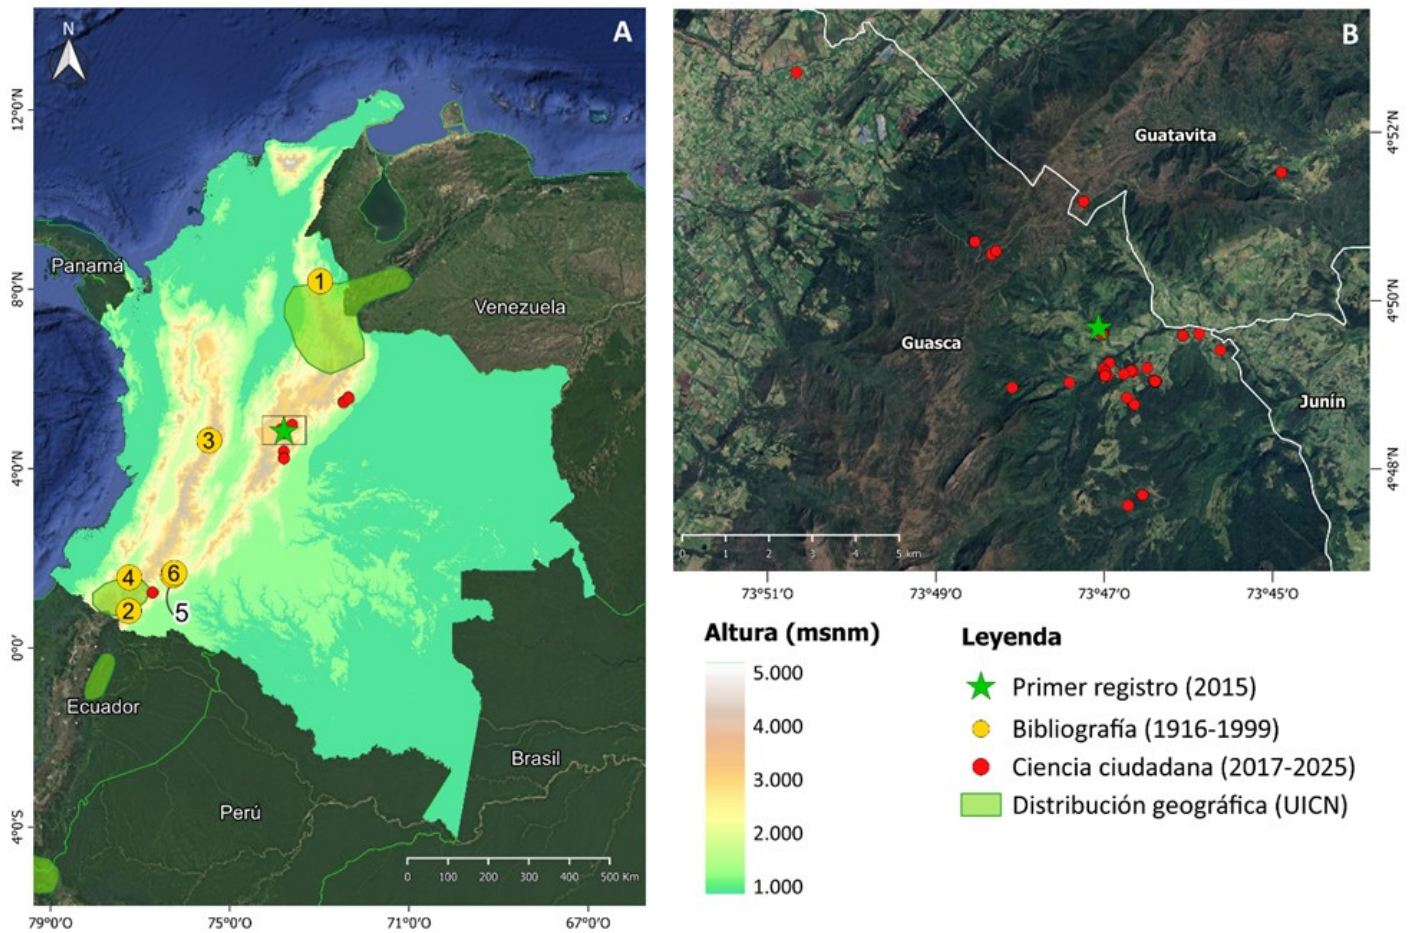 A
N
12°0'N
8°0'N
4°0'N
0°0'
4°0'S
Panamá
Venezuela
Ecuador
Perú
Brasil
1
3
4
6
2
5
0 100 200 300 400 500 Km
79°0'O 75°0'O 71°0'O 67°0'O
B
Guatavita
Guasca
Junín
4°52'N
4°50'N
4°48'N
0 1 2 3 4 5 km
73°51'O 73°49'O 73°47'O 73°45'O
Altura (msnm)
5.000
4.000
3.000
2.000
1.000
Leyenda
Primer registro (2015)
Bibliografía (1916-1999)
Ciencia ciudadana (2017-2025)
Distribución geográfica (UICN)